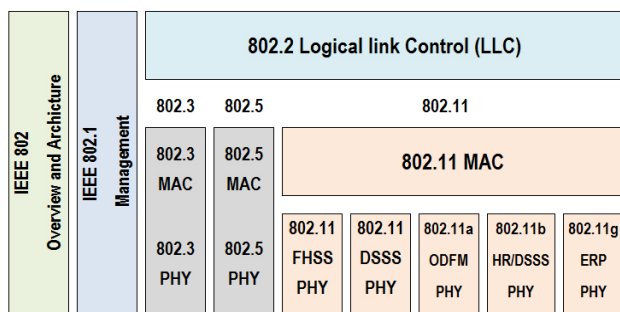 IEEE 802
Overview and Archicture
IEEE 802.1
Management
802.2 Logical link Control (LLC)
802.3
802.5
802.11
802.3
MAC
802.3
PHY
802.5
MAC
802.5
PHY
802.11 MAC
802.11
FHSS
PHY
802.11
DSSS
PHY
802.11a
ODFM
PHY
802.11b
HR/DSSS
PHY
802.11g
ERP
PHY